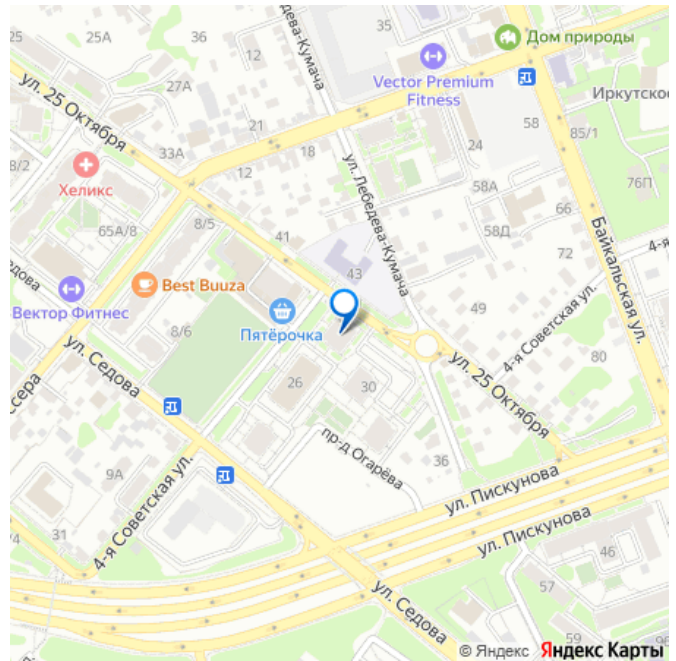 25
25А
36
35
Дом природы
12
Лебедева-Кумача
Vector Premium
Fitness
ул. 25 Октября
27А
Иркутское
21
58
85/1
33А
18
24
8/2
Хеликс
12
ул. Лебедева-Кумача
58А
76П
65А/8
8/5
41
58Д
66
Байкальская ул.
72
4-я
43
Best Buuza
Вектор Фитнес
49
4-я Советская ул.
8/6
Пятёрочка
ул. Седова
80
26
30
ул. 25 Октября
пр-д Огарёва
9А
36
ул. Пискунова
4-я Советская ул.
34
31
ул. Пискунова
46
57
ул. Седова
59
© Яндекс Яндекс Карты